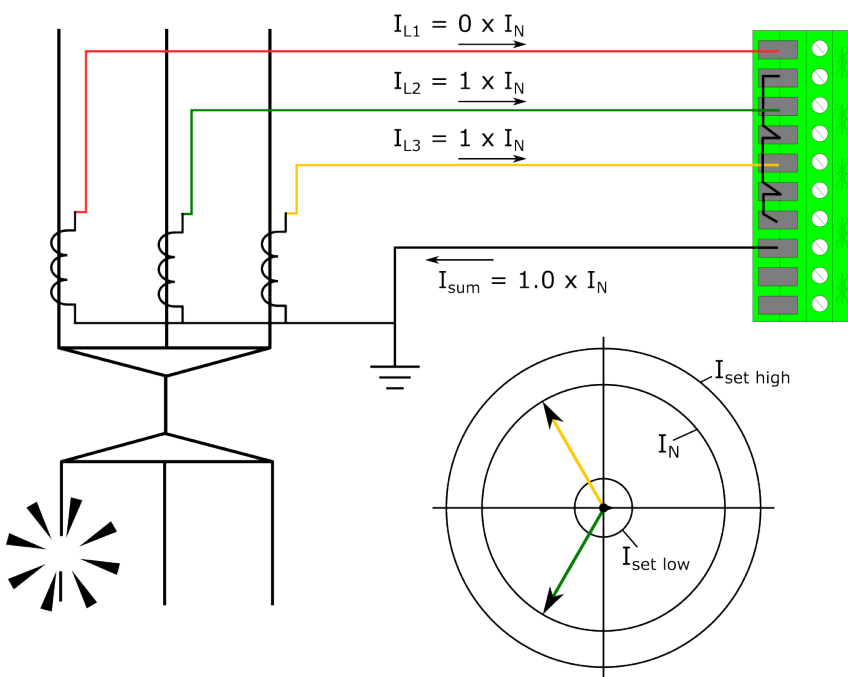 I_L1 = 0 x I_N
I_L2 = 1 x I_N
I_L3 = 1 x I_N
I_sum = 1.0 x I_N
I_set high
I_N
I_set low